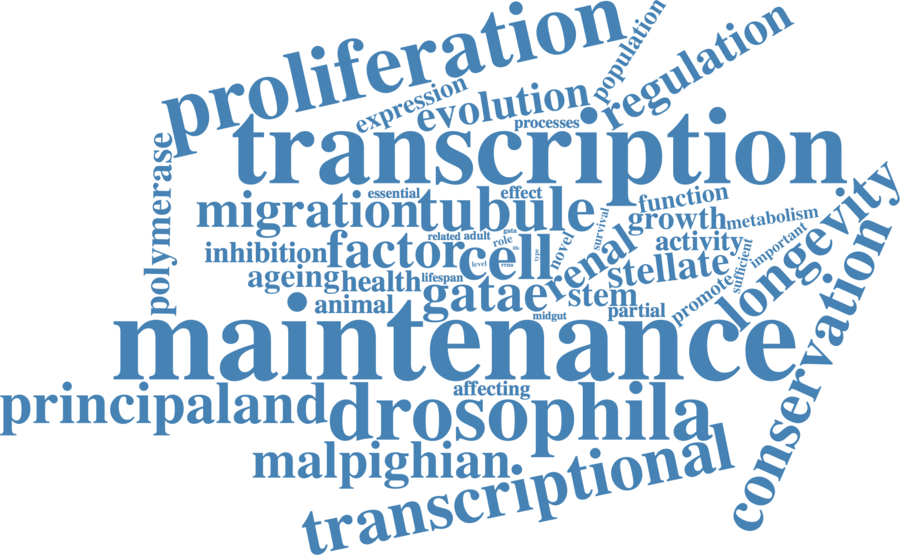 proliferation
population
regulation
expression
evolution
processes
transcription
polymerase
essential
effect
function
migration
tubule
growth
metabolism
longevity
survival
related
adult
gata
role
novel
renal
activity
important
inhibition
factor
cell
level
rrna
type
stellate
sufficient
ageing
health
lifespan
gatae
stem
promote
animal
midgut
partial
maintenance
conservation
principaland
affecting
drosophila
malpighian
transcriptional